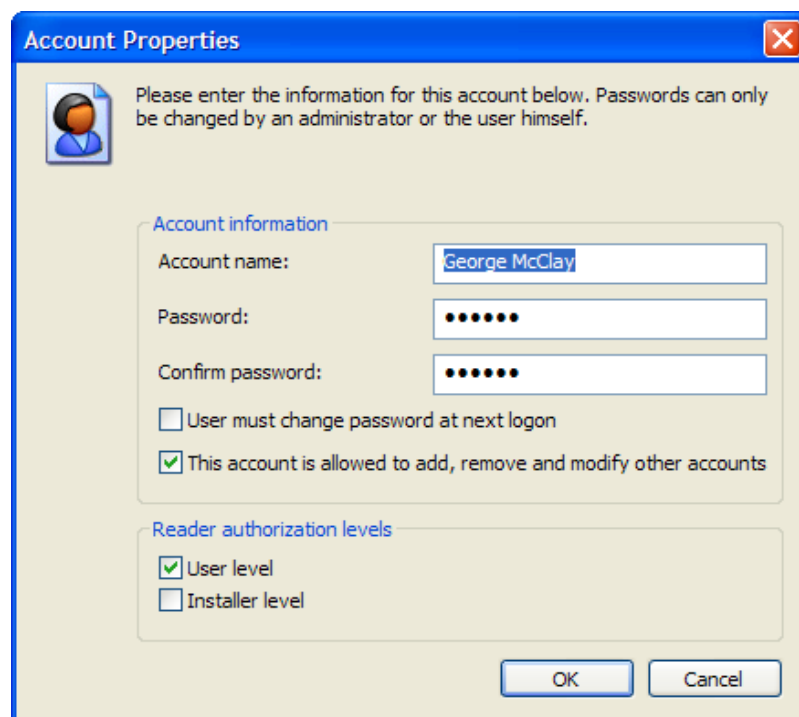 Account Properties
Please enter the information for this account below. Passwords can only
be changed by an administrator or the user himself.
Account information
Account name: George McClay
Password: ••••••
Confirm password: ••••••
User must change password at next logon
This account is allowed to add, remove and modify other accounts
Reader authorization levels
User level
Installer level
OK Cancel